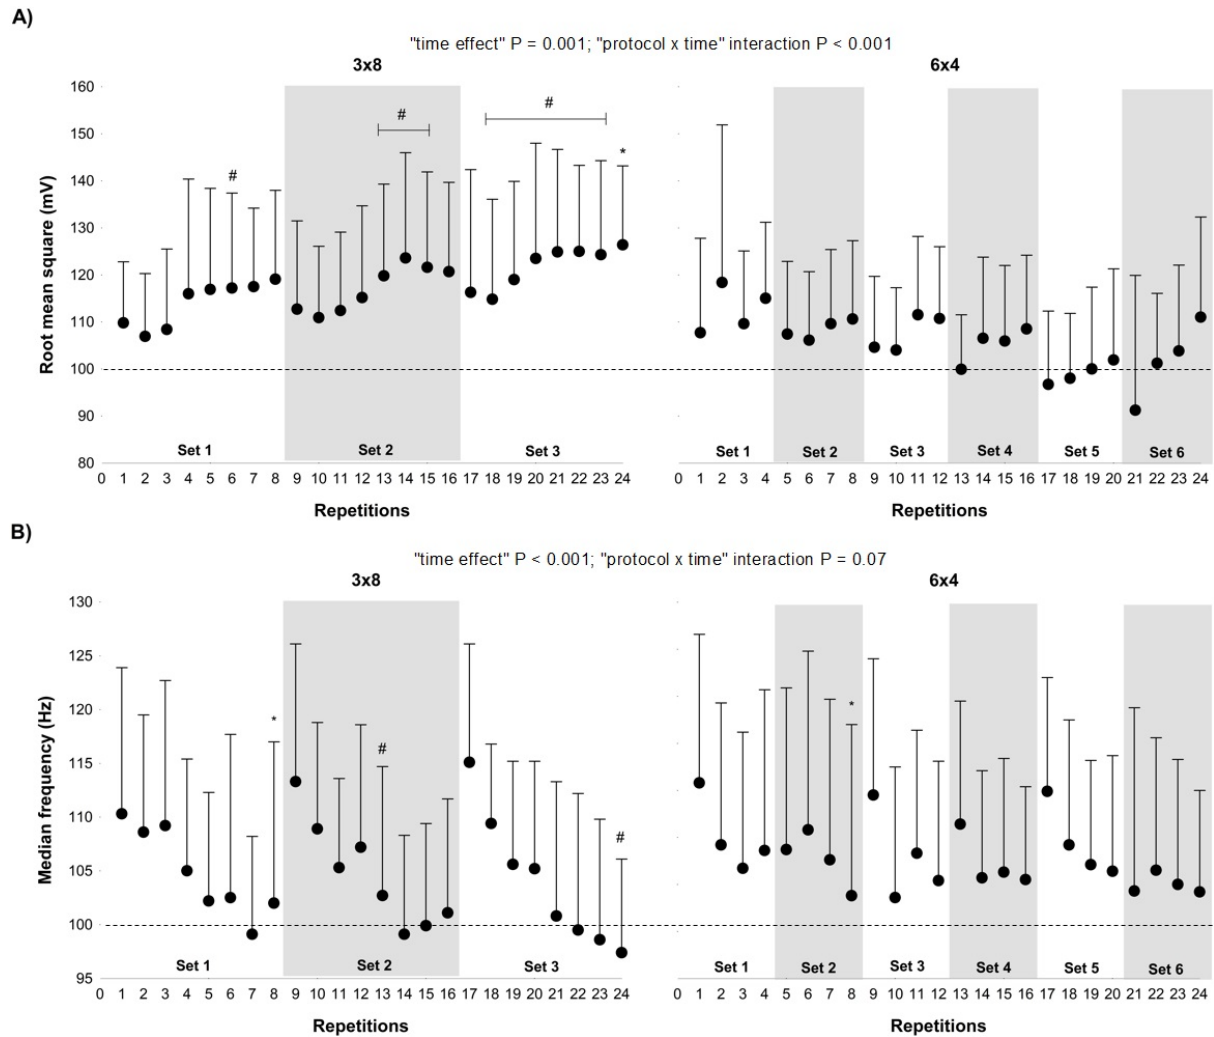 A)
"time effect" P = 0.001; "protocol x time" interaction P < 0.001
3x8
6x4
Root mean square (mV)
160
150
140
130
120
110
100
90
80
#
#
#
*
Set 1
Set 2
Set 3
Set 1
Set 2
Set 3
Set 4
Set 5
Set 6
0 1 2 3 4 5 6 7 8 9 10 11 12 13 14 15 16 17 18 19 20 21 22 23 24
0 1 2 3 4 5 6 7 8 9 10 11 12 13 14 15 16 17 18 19 20 21 22 23 24
Repetitions
Repetitions
B)
"time effect" P < 0.001; "protocol x time" interaction P = 0.07
3x8
6x4
Median frequency (Hz)
130
125
120
115
110
105
100
95
*
#
#
*
Set 1
Set 2
Set 3
Set 1
Set 2
Set 3
Set 4
Set 5
Set 6
0 1 2 3 4 5 6 7 8 9 10 11 12 13 14 15 16 17 18 19 20 21 22 23 24
0 1 2 3 4 5 6 7 8 9 10 11 12 13 14 15 16 17 18 19 20 21 22 23 24
Repetitions
Repetitions